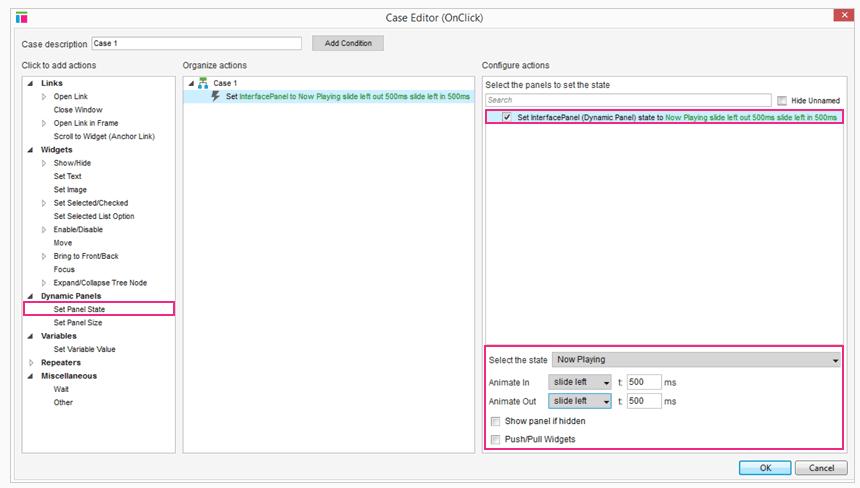 Case Editor (OnClick)
Case description Case 1 Add Condition
Click to add actions
Links
Open Link
Close Window
Open Link in Frame
Scroll to Widget (Anchor Link)
Widgets
Show/Hide
Set Text
Set Image
Set Selected/Checked
Set Selected List Option
Enable/Disable
Move
Bring to Front/Back
Focus
Expand/Collapse Tree Node
Dynamic Panels
Set Panel State
Set Panel Size
Variables
Set Variable Value
Repeaters
Miscellaneous
Wait
Other
Organize actions
Case 1
Set InterfacePanel to Now Playing slide left out 500ms slide left in 500ms
Configure actions
Select the panels to set the state
Search Hide Unnamed
Set InterfacePanel (Dynamic Panel) state to Now Playing slide left out 500ms slide left in 500ms
Select the state Now Playing
Animate In slide left t: 500 ms
Animate Out slide left t: 500 ms
Show panel if hidden
Push/Pull Widgets
OK Cancel